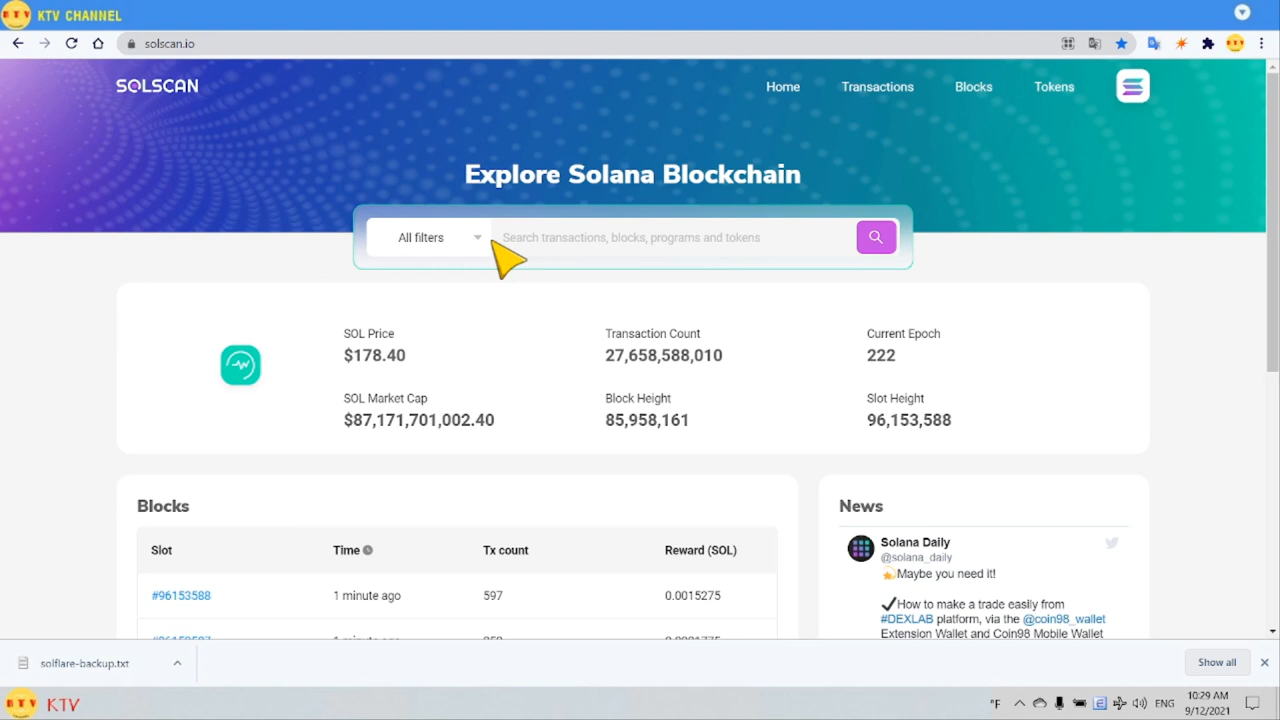 KTV KTV CHANNEL
solscan.io
SOLSCAN
Home Transactions Blocks Tokens
Explore Solana Blockchain
All filters Search transactions, blocks, programs and tokens
SOL Price Transaction Count Current Epoch
$178.40 27,658,588,010 222
SOL Market Cap Block Height Slot Height
$87,171,701,002.40 85,958,161 96,153,588
Blocks
Slot Time Tx count Reward (SOL)
#96153588 1 minute ago 597 0.0015275
News
Solana Daily
@solana_daily
Maybe you need it!
How to make a trade easily from
#DEXLAB platform, via the @coin98_wallet
Extension Wallet and Coin98 Mobile Wallet
solflare-backup.txt Show all
KTV KTV °F ENG 10:29 AM
9/12/2021